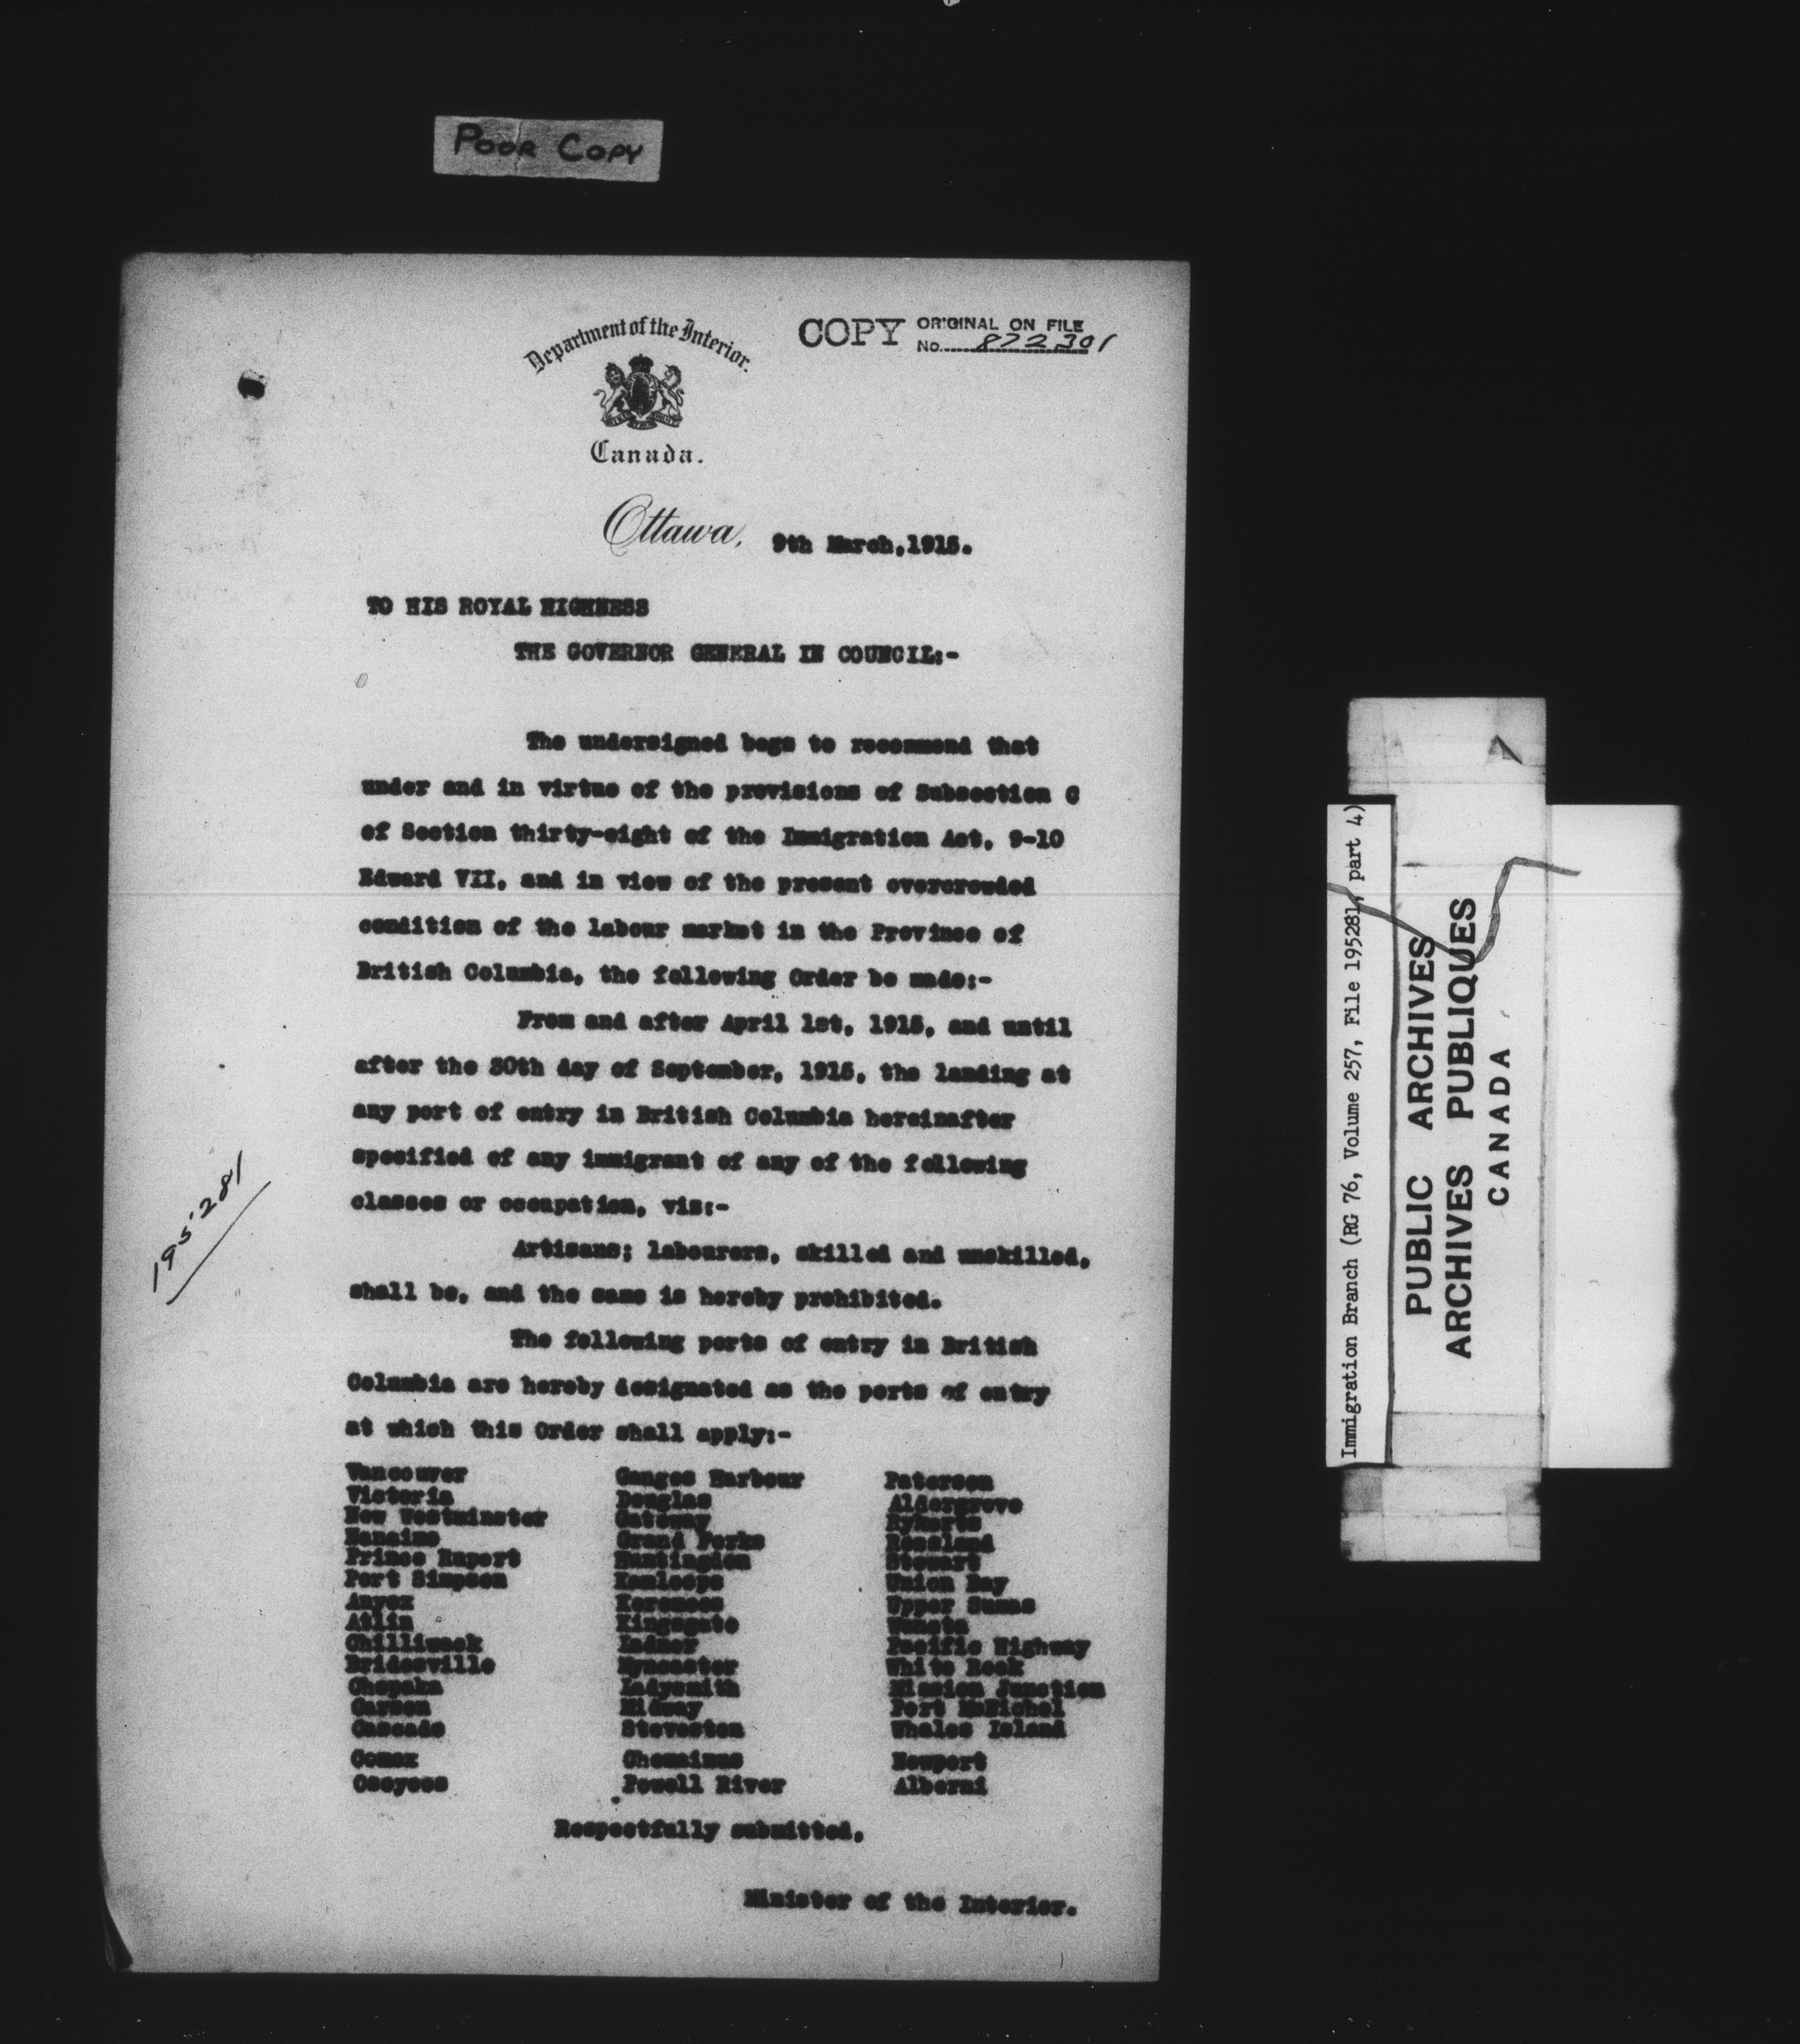 POOR COPY
Department of the Interior.
COPY ORIGINAL ON FILE
No. 872301
Canada.
Ottawa, 9th March, 1915.
TO HIS ROYAL HIGHNESS
THE GOVERNOR GENERAL IN COUNCIL:-
The undersigned begs to recommend that
under and in virtue of the provisions of Subsection C
of Section thirty-eight of the Immigration Act, 9-10
Edward VII, and in view of the present overcrowded
condition of the labour market in the Province of
British Columbia, the following Order be made:-
From and after April 1st, 1915, and until
after the 30th day of September, 1915, the landing at
any port of entry in British Columbia hereinafter
specified of any immigrant of any of the following
classes or occupation, viz:-
Artisans; labourers, skilled and unskilled,
shall be, and the same is hereby prohibited.
The following ports of entry in British
Columbia are hereby designated as the ports of entry
at which this Order shall apply:-
Vancouver Ganges Harbour Paterson
Victoria Douglas Aldergrove
New Westminster Gateway Rykerts
Nanaimo Grand Forks Rossland
Prince Rupert Huntingdon Stewart
Port Simpson Kamloops Union Bay
Anyox Keremeos Upper Sumas
Atlin Kingsgate Waneta
Chilliwack Ladner Pacific Highway
Bridesville Myncaster White Rock
Chopaka Ladysmith Mission Junction
Carson Midway Port McNichol
Cascade Steveston Whales Island
Comox Chemainus Newport
Osoyoos Powell River Alberni
Respectfully submitted,
Minister of the Interior.
195281
Immigration Branch (RG 76, Volume 257, File 195281, part 4)
PUBLIC ARCHIVES
ARCHIVES PUBLIQUES
CANADA